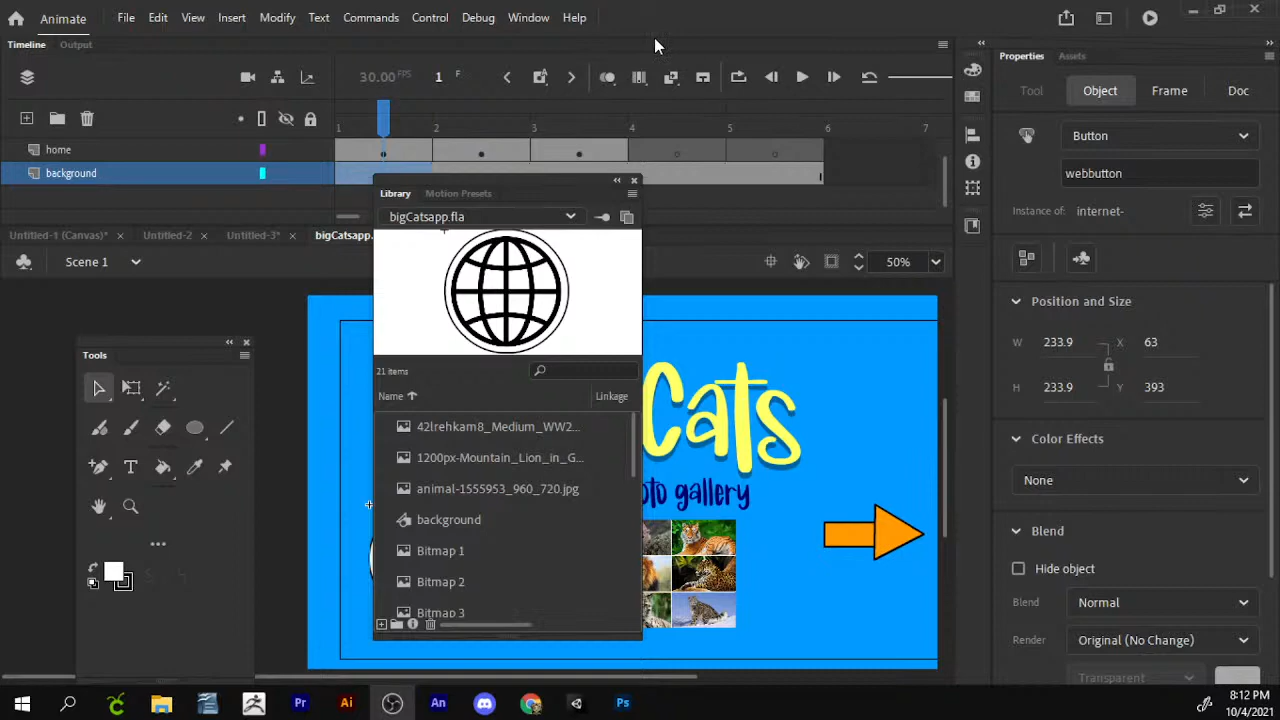 Animate File Edit View Insert Modify Text Commands Control Debug Window Help
Timeline Output
Properties Assets
30.00 FPS 1 F
Tool Object Frame Doc
1 2 3 4 5 6 7
home
background
Button
webbutton
Instance of: internet-
Library Motion Presets
bigCatsapp.fla
Untitled-1 (Canvas)* × Untitled-2 × Untitled-3* × bigCatsapp.
Scene 1
50%
Position and Size
W 233.9 X 63
H 233.9 Y 393
Tools
21 items
Name Linkage
42lrehkam8_Medium_WW2...
1200px-Mountain_Lion_in_G...
animal-1555953_960_720.jpg
background
Bitmap 1
Bitmap 2
Bitmap 3
Cats
oto gallery
Color Effects
None
Blend
Hide object
Blend Normal
Render Original (No Change)
Transparent
Pr Ai An Ps
8:12 PM
10/4/2021